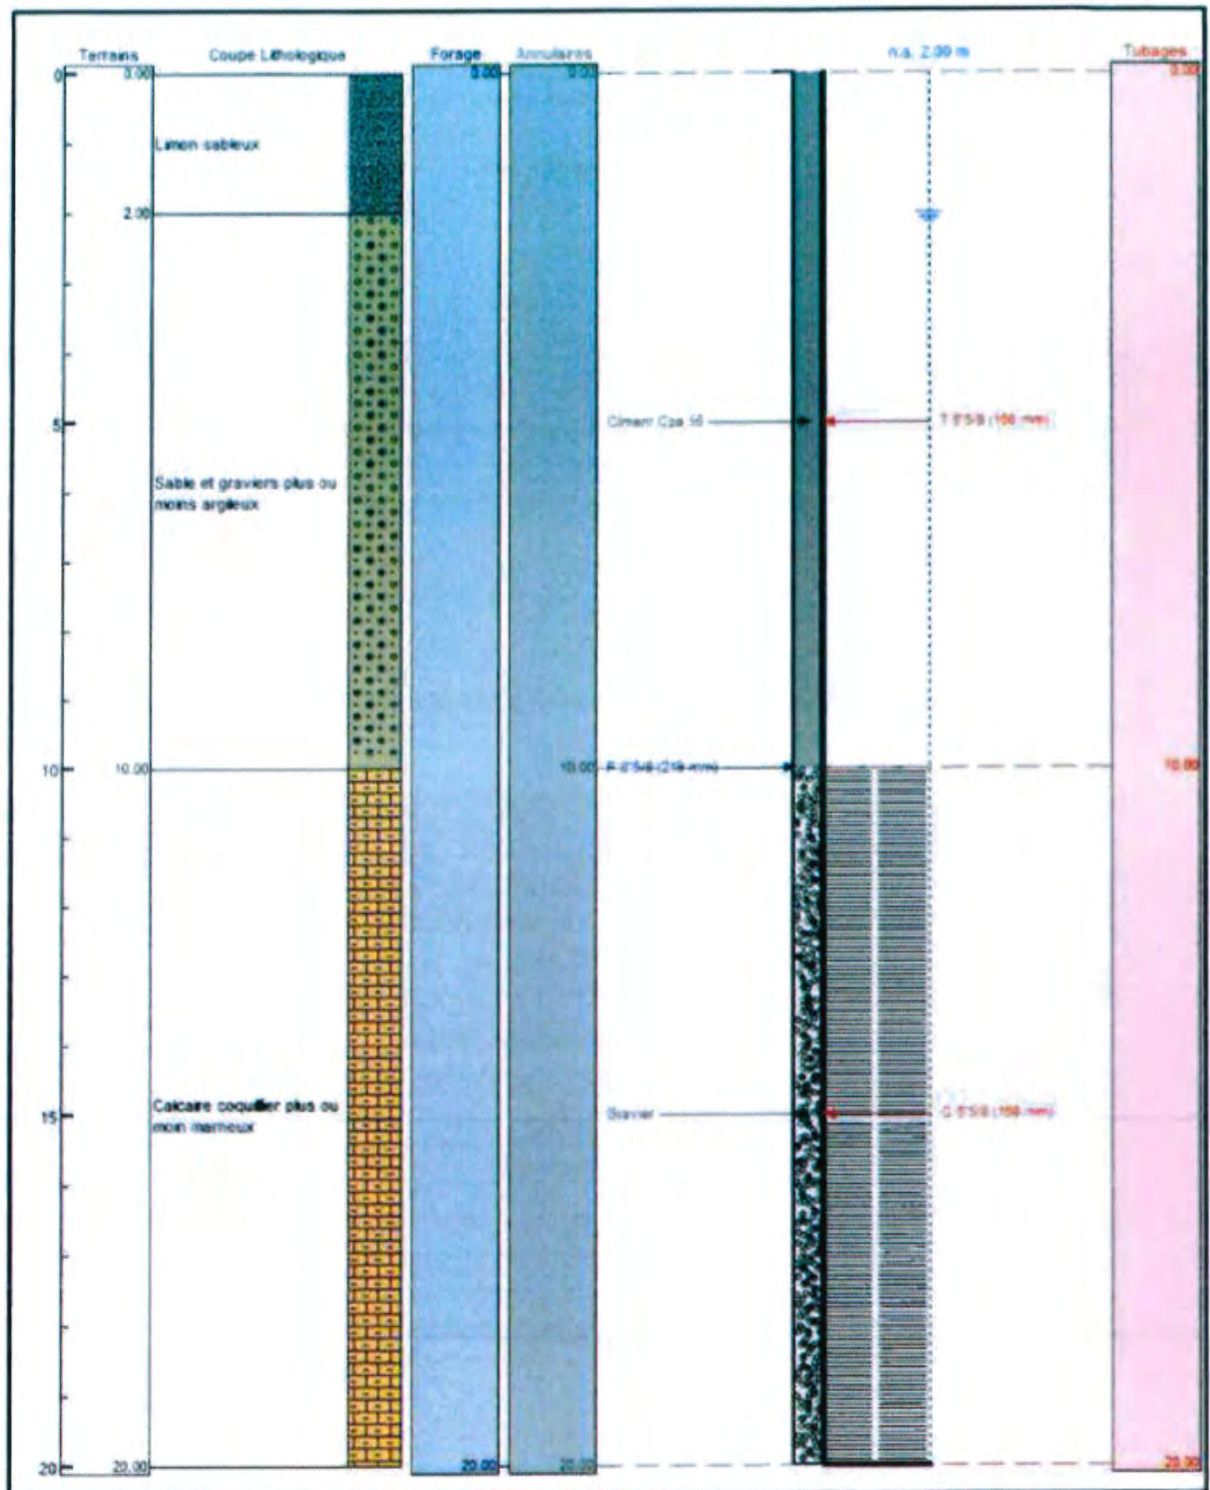 Terrains Coupe Lithologique Forage Annulaires n.a. 2.00 m Tubages
0 0.00 0.00 0.00 0.00
Limon sableux
2.00
5 Ciment Cpa
Sable et graviers plus ou
moins argileux
10 10.00 10.00 (219 mm) 10.00
Calcaire coquillier plus ou
15 Gravier
moin marneux
20 20.00 20.00 20.00 20.00